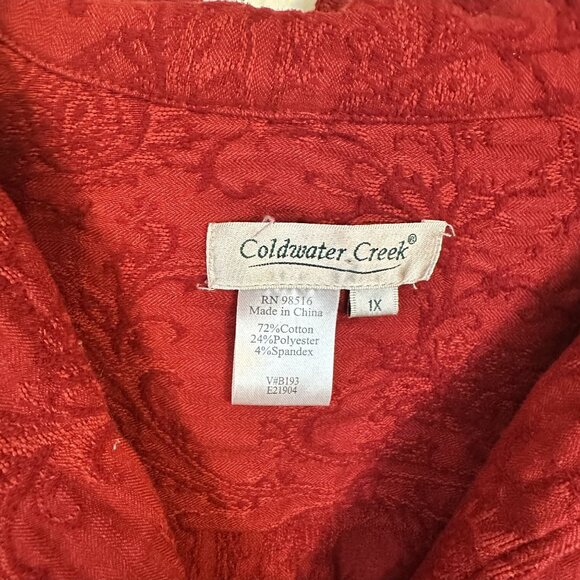 Coldwater Creek®
RN 98516
Made in China
72%Cotton
24%Polyester
4%Spandex
V#B193
E21904
1X